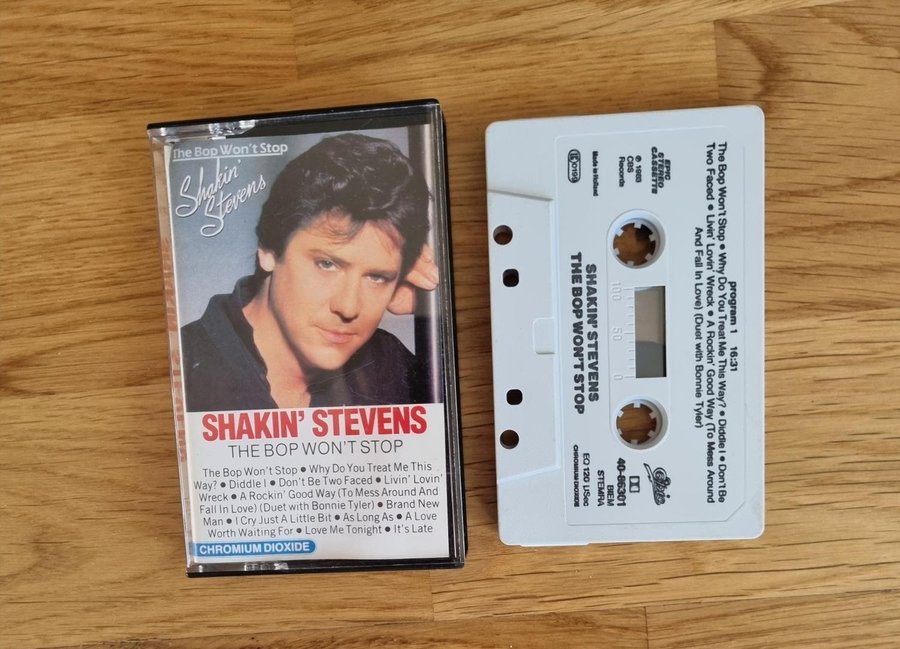 The Bop Won't Stop
Shakin'
Stevens
SHAKIN' STEVENS
THE BOP WON'T STOP
The Bop Won't Stop • Why Do You Treat Me This
Way? • Diddle I • Don't Be Two Faced • Livin' Lovin'
Wreck • A Rockin' Good Way (To Mess Around And
Fall In Love) (Duet with Bonnie Tyler) • Brand New
Man • I Cry Just A Little Bit • As Long As • A Love
Worth Waiting For • Love Me Tonight • It's Late
CHROMIUM DIOXIDE
program 1 16:31
The Bop Won't Stop • Why Do You Treat Me This Way? • Diddle I • Don't Be
Two Faced • Livin' Lovin' Wreck • A Rockin' Good Way (To Mess Around
And Fall In Love) (Duet with Bonnie Tyler)
EPIC
STEREO
CASSETTE
℗ 1983
CBS
Records
Made in Holland
100 50 0
SHAKIN' STEVENS
THE BOP WON'T STOP
Epic
40-86301
BIEM
STEMRA
EQ 120 μSec
CHROMIUM DIOXIDE